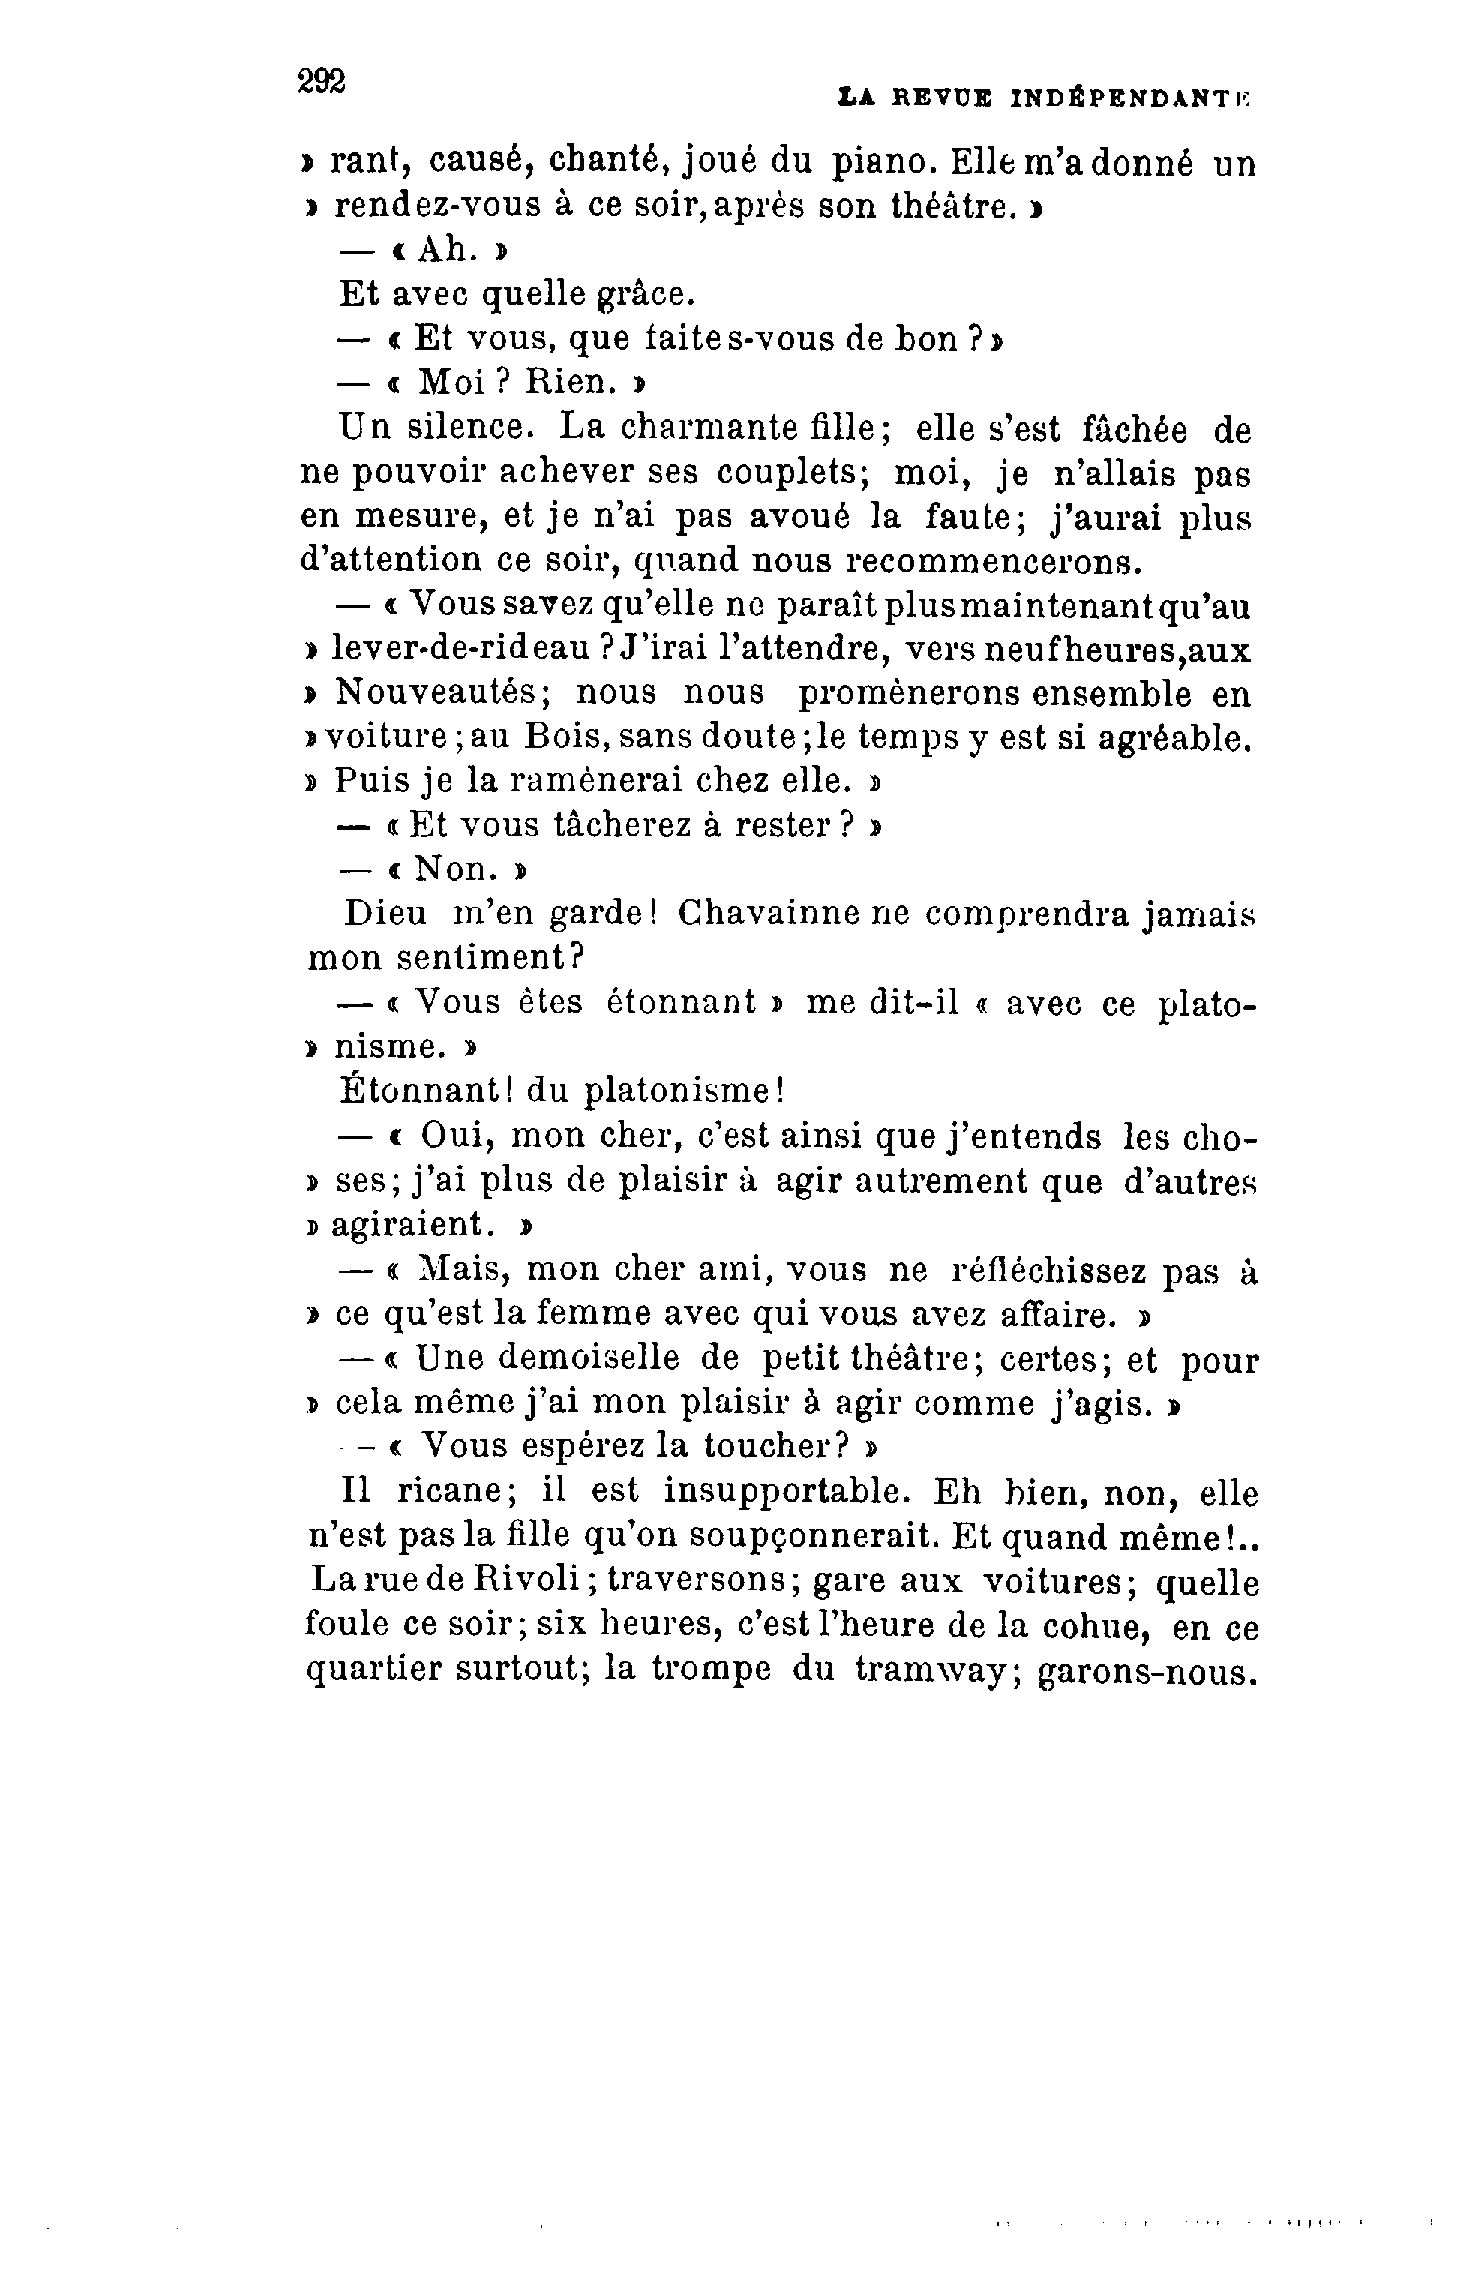 292
LA REVUE INDÉPENDANTE
» rant, causé, chanté, joué du piano. Elle m'a donné un
» rendez-vous à ce soir, après son théâtre. »
— « Ah. »
Et avec quelle grâce.
— « Et vous, que faites-vous de bon ? »
— « Moi ? Rien. »
Un silence. La charmante fille; elle s'est fâchée de
ne pouvoir achever ses couplets; moi, je n'allais pas
en mesure, et je n'ai pas avoué la faute; j'aurai plus
d'attention ce soir, quand nous recommencerons.
— « Vous savez qu'elle ne paraît plus maintenant qu'au
» lever-de-rideau ? J'irai l'attendre, vers neuf heures, aux
» Nouveautés; nous nous promènerons ensemble en
» voiture ; au Bois, sans doute ; le temps y est si agréable.
» Puis je la ramènerai chez elle. »
— « Et vous tâcherez à rester ? »
— « Non. »
Dieu m'en garde! Chavainne ne comprendra jamais
mon sentiment?
— « Vous êtes étonnant » me dit-il « avec ce plato-
» nisme. »
Étonnant! du platonisme!
— « Oui, mon cher, c'est ainsi que j'entends les cho-
» ses; j'ai plus de plaisir à agir autrement que d'autres
» agiraient. »
— « Mais, mon cher ami, vous ne réfléchissez pas à
» ce qu'est la femme avec qui vous avez affaire. »
— « Une demoiselle de petit théâtre; certes; et pour
» cela même j'ai mon plaisir à agir comme j'agis. »
— « Vous espérez la toucher? »
Il ricane; il est insupportable. Eh bien, non, elle
n'est pas la fille qu'on soupçonnerait. Et quand même!..
La rue de Rivoli ; traversons; gare aux voitures; quelle
foule ce soir; six heures, c'est l'heure de la cohue, en ce
quartier surtout; la trompe du tramway; garons-nous.